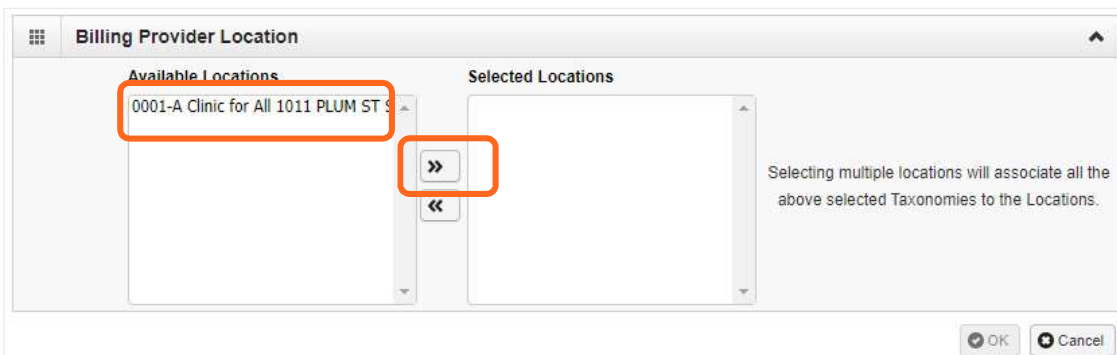 Billing Provider Location
Available Locations
Selected Locations
0001-A Clinic for All 1011 PLUM ST S
»
«
Selecting multiple locations will associate all the
above selected Taxonomies to the Locations.
OK
Cancel